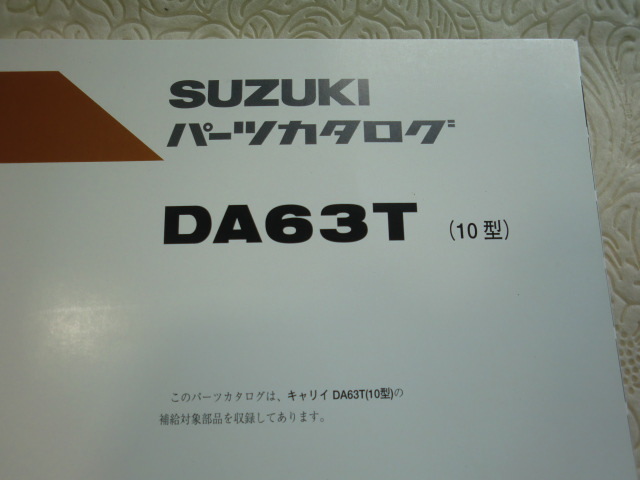 SUZUKI
パーツカタログ
DA63T (10型)
このパーツカタログは、キャリイ DA63T(10型)の
補給対象部品を収録してあります。